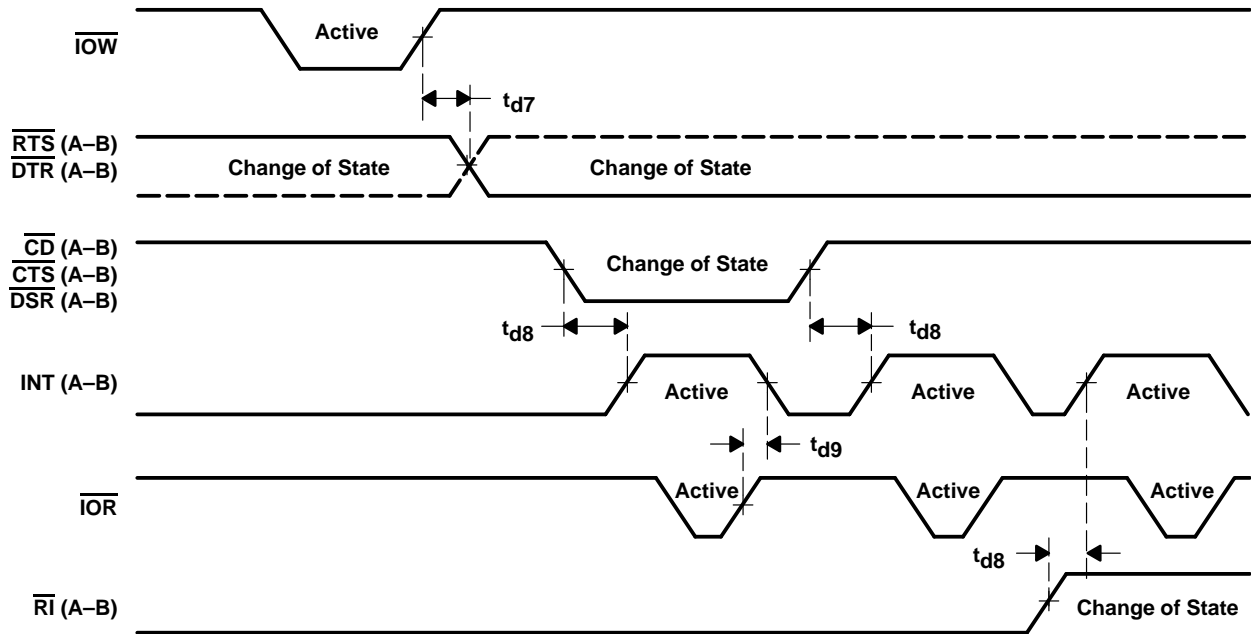 IOW
Active
td7
RTS (A–B)
DTR (A–B)
Change of State
Change of State
CD (A–B)
CTS (A–B)
DSR (A–B)
Change of State
td8
td8
INT (A–B)
Active
Active
Active
td9
IOR
Active
Active
Active
td8
RI (A–B)
Change of State